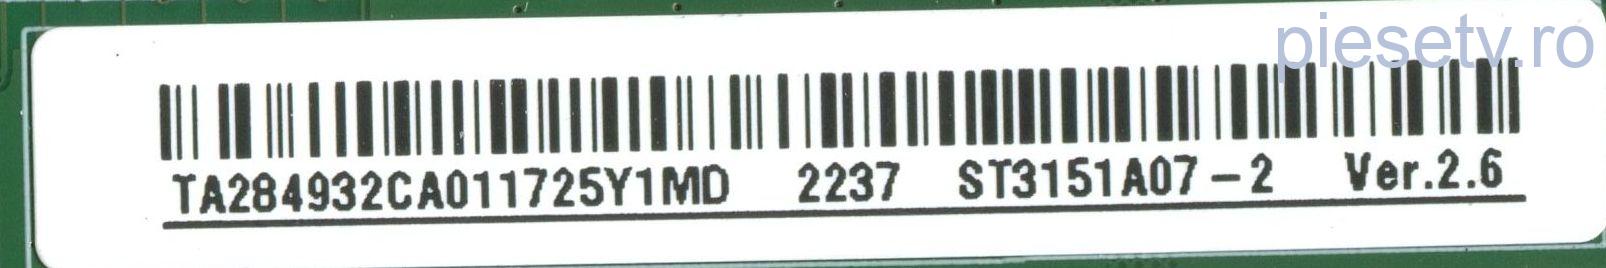 piesetv.ro
TA284932CA011725Y1MD 2237 ST3151A07-2 Ver.2.6